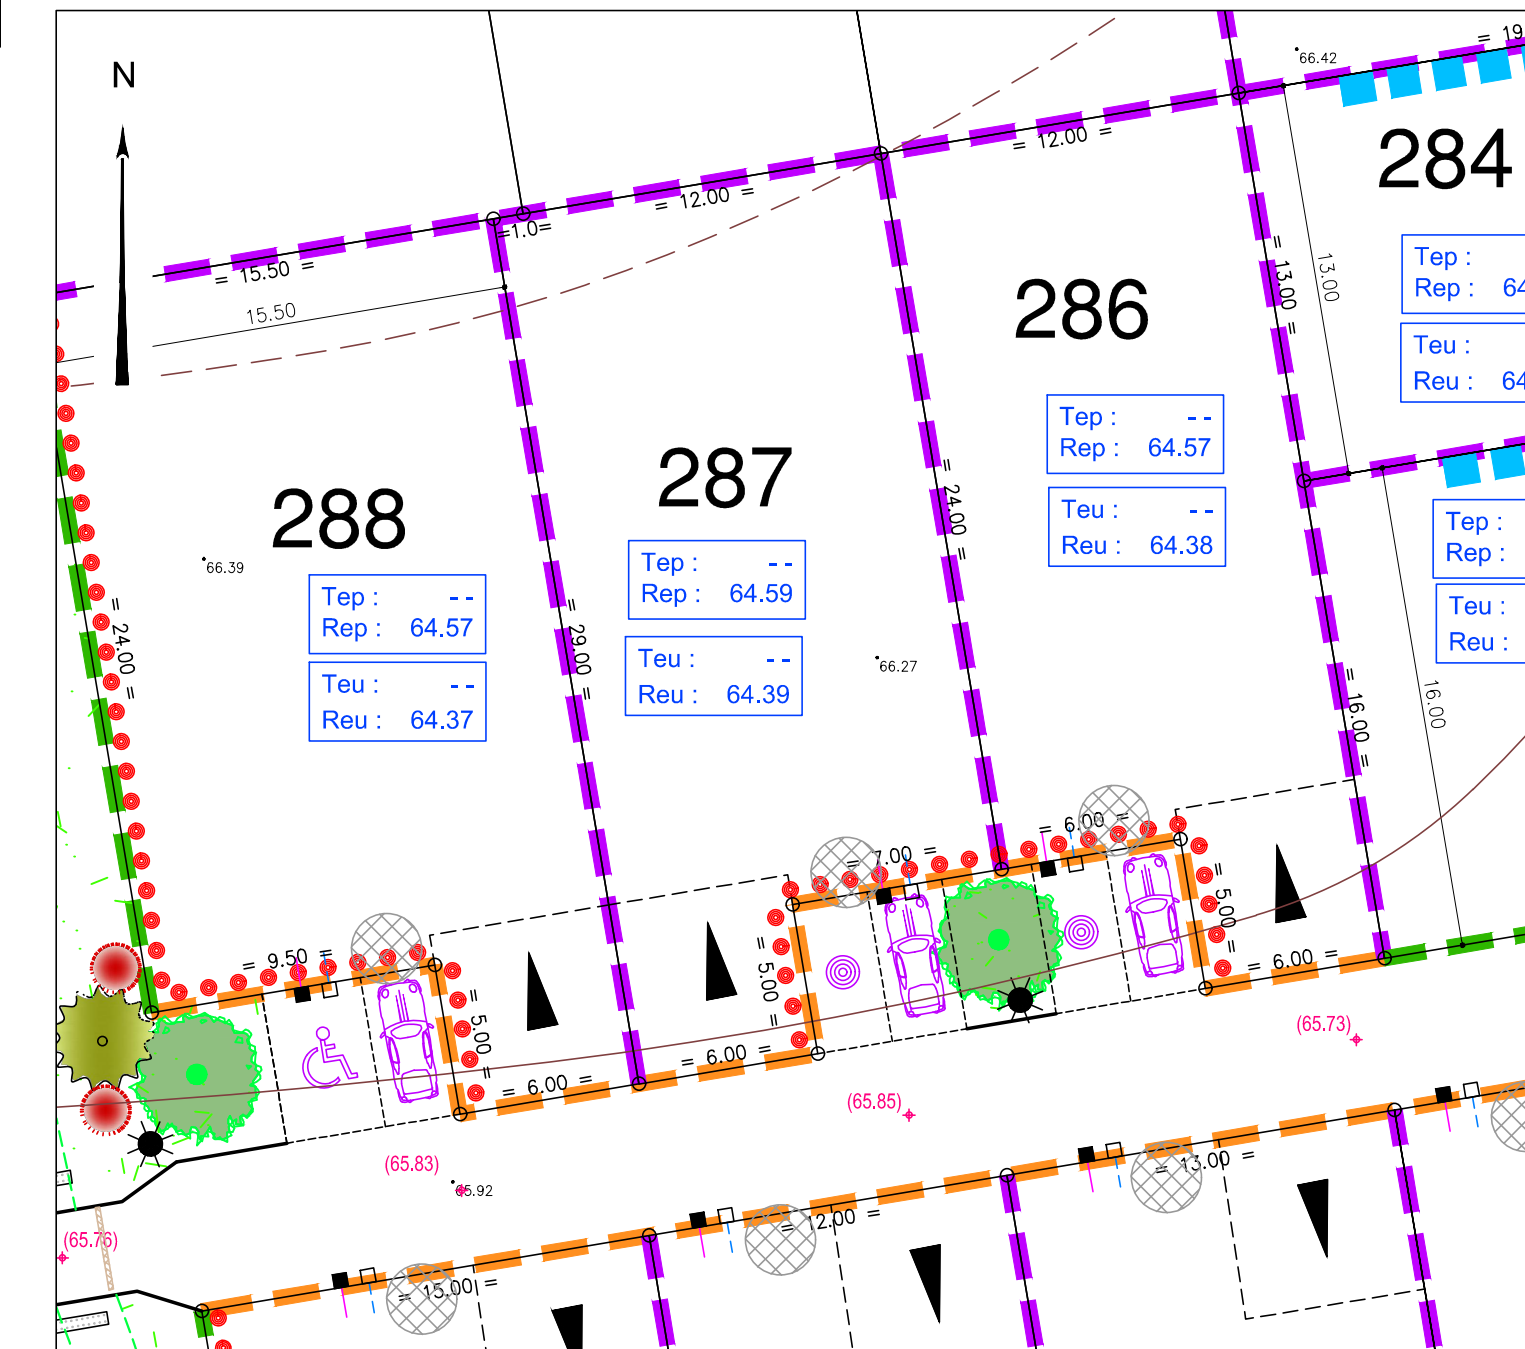 N
66.42
= 19
= 12.00 =
284
= 12.00 =
=1.0=
= 15.50 =
15.50
= 13.00 =
13.00
Tep :
Rep : 64
Teu :
Reu : 64
286
Tep : --
Rep : 64.57
Teu : --
Reu : 64.38
287
Tep : --
Rep : 64.59
Teu : --
Reu : 64.39
288
66.39
Tep : --
Rep : 64.57
Teu : --
Reu : 64.37
= 24.00 =
= 24.00 =
= 29.00 =
66.27
Tep :
Rep :
Teu :
Reu :
= 16.00 =
16.00
= 6.00 =
= 7.00 =
= 9.50 =
= 5.00 =
= 5.00 =
= 5.00 =
= 6.00 =
= 6.00 =
= 6.00 =
(65.73)
(65.85)
(65.83)
65.92
(65.76)
= 13.00 =
= 12.00 =
= 15.00 =